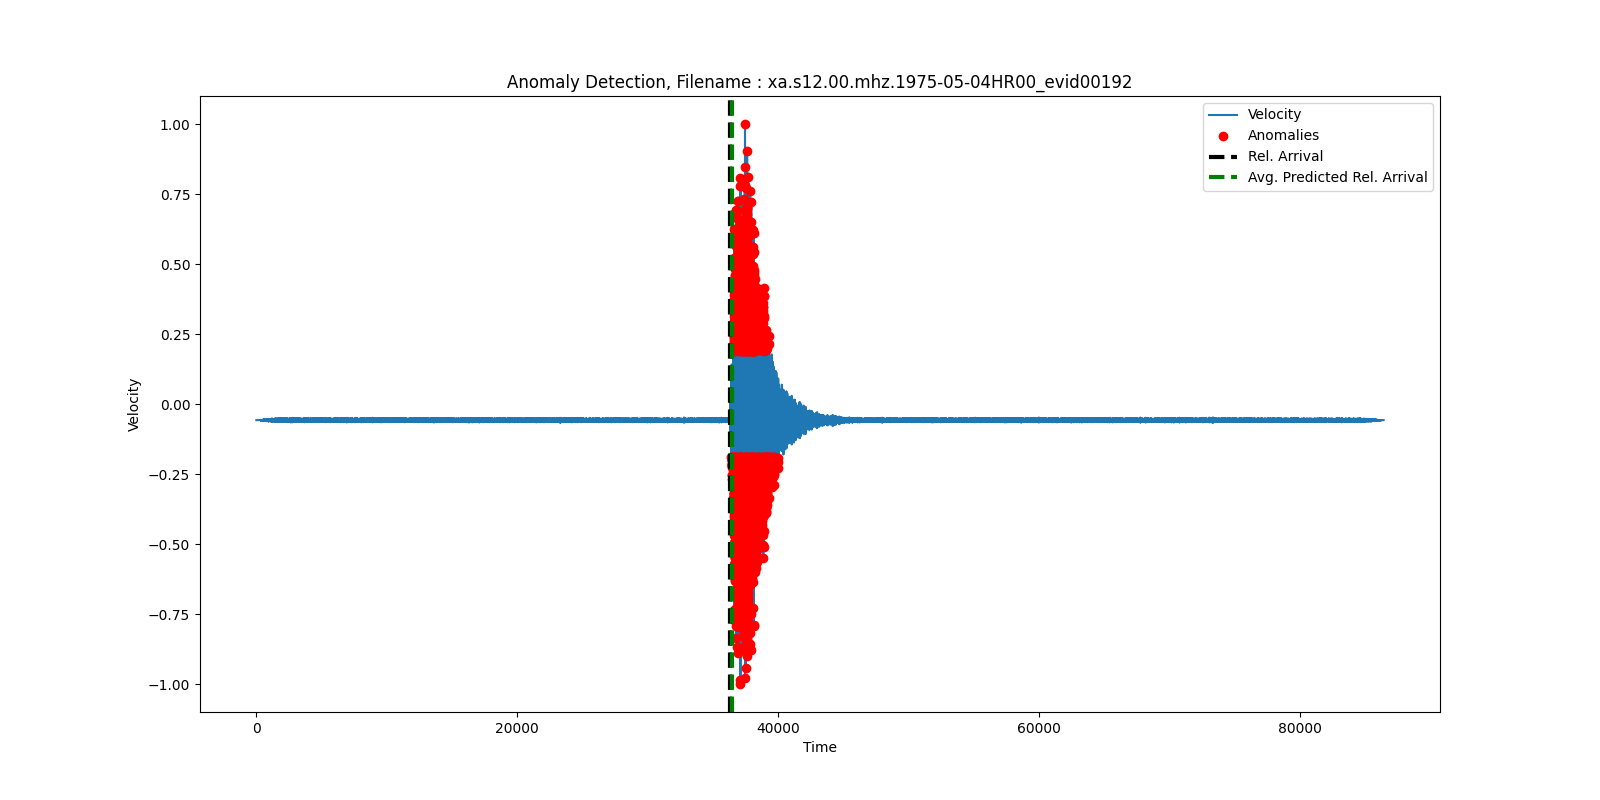 Anomaly Detection, Filename : xa.s12.00.mhz.1975-05-04HR00_evid00192
Velocity
Anomalies
Rel. Arrival
Avg. Predicted Rel. Arrival
1.00
0.75
0.50
0.25
0.00
−0.25
−0.50
−0.75
−1.00
Velocity
0 20000 40000 60000 80000
Time